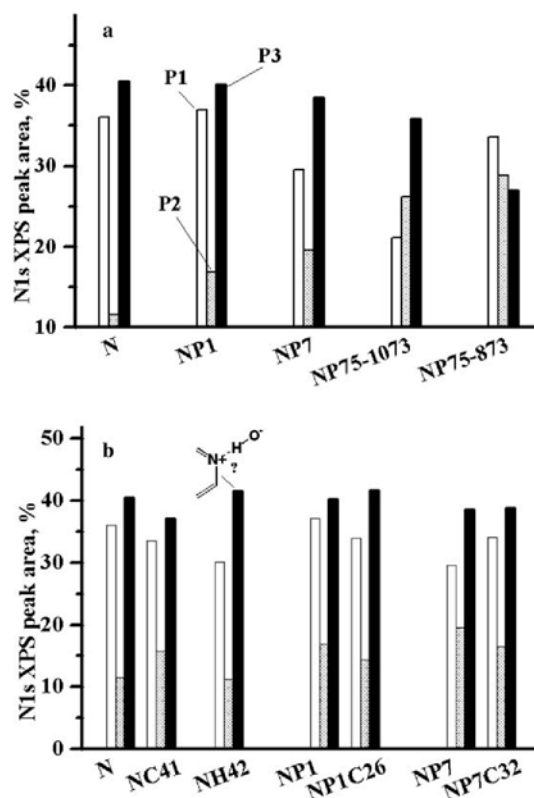 a
N1s XPS peak area, %
40
30
20
10
P1
P3
P2
N
NP1
NP7
NP75-1073
NP75-873
b
N1s XPS peak area, %
50
40
30
20
10
0
N+
H
O-
?
N
NC41
NH42
NP1
NP1C26
NP7
NP7C32